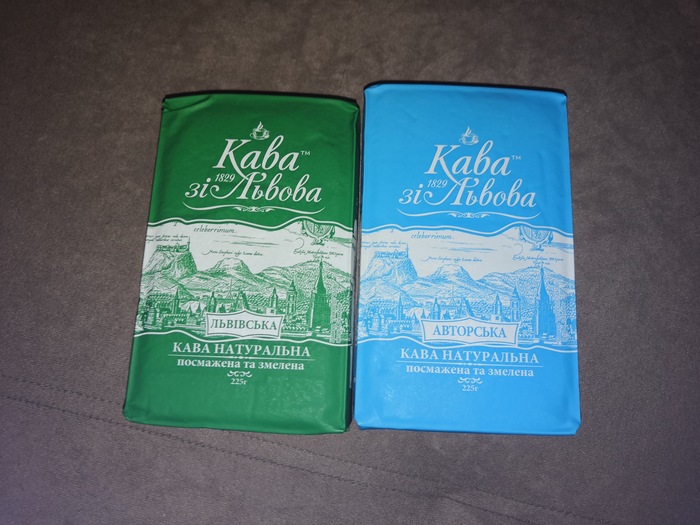 Кава™
зі 1829 Львова
celeberrimum
ЛЬВІВСЬКА
КАВА НАТУРАЛЬНА
посмажена та змелена
225г
Кава™
зі 1829 Львова
celeberrimum
АВТОРСЬКА
КАВА НАТУРАЛЬНА
посмажена та змелена
225г